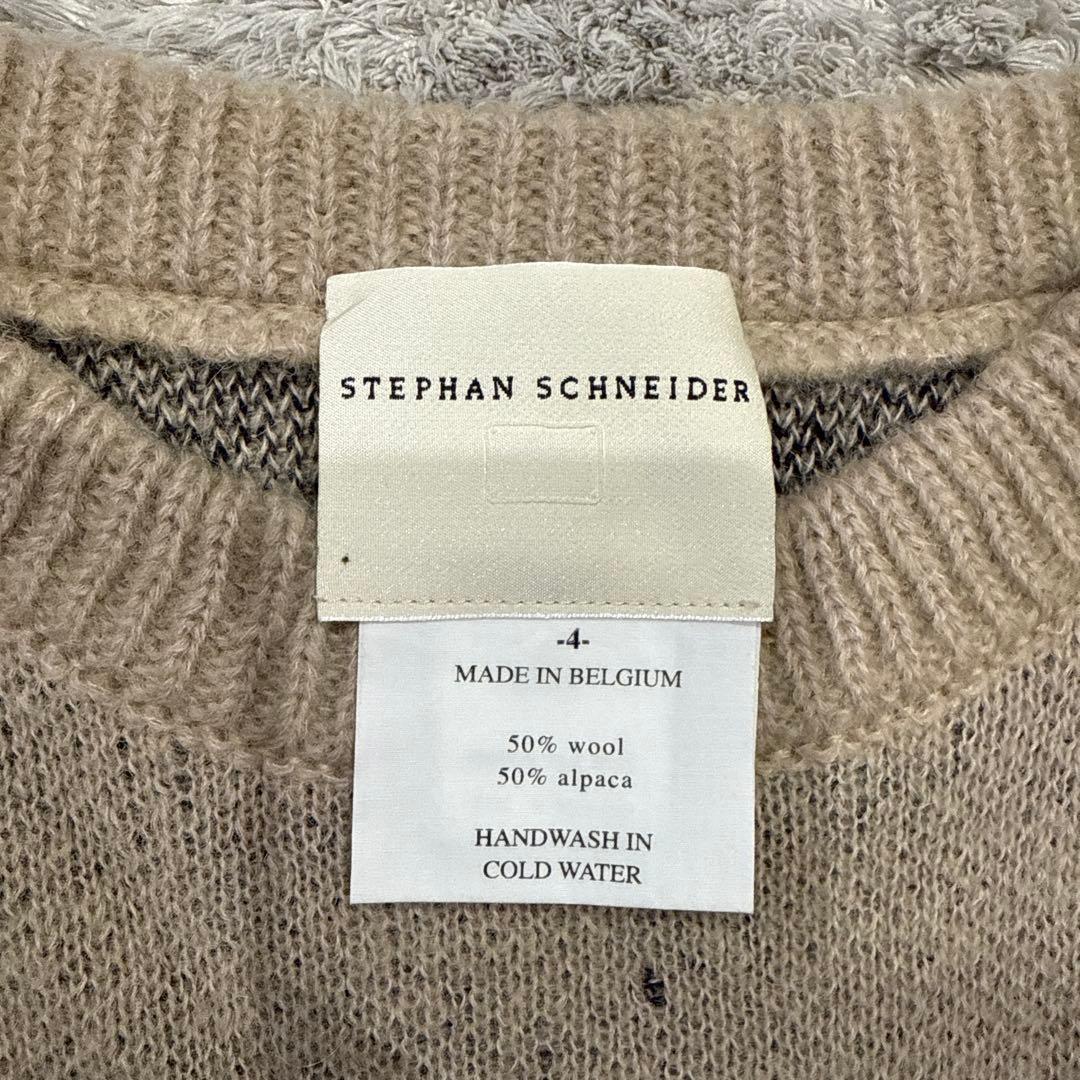 STEPHAN SCHNEIDER
-4-
MADE IN BELGIUM
50% wool
50% alpaca
HANDWASH IN
COLD WATER